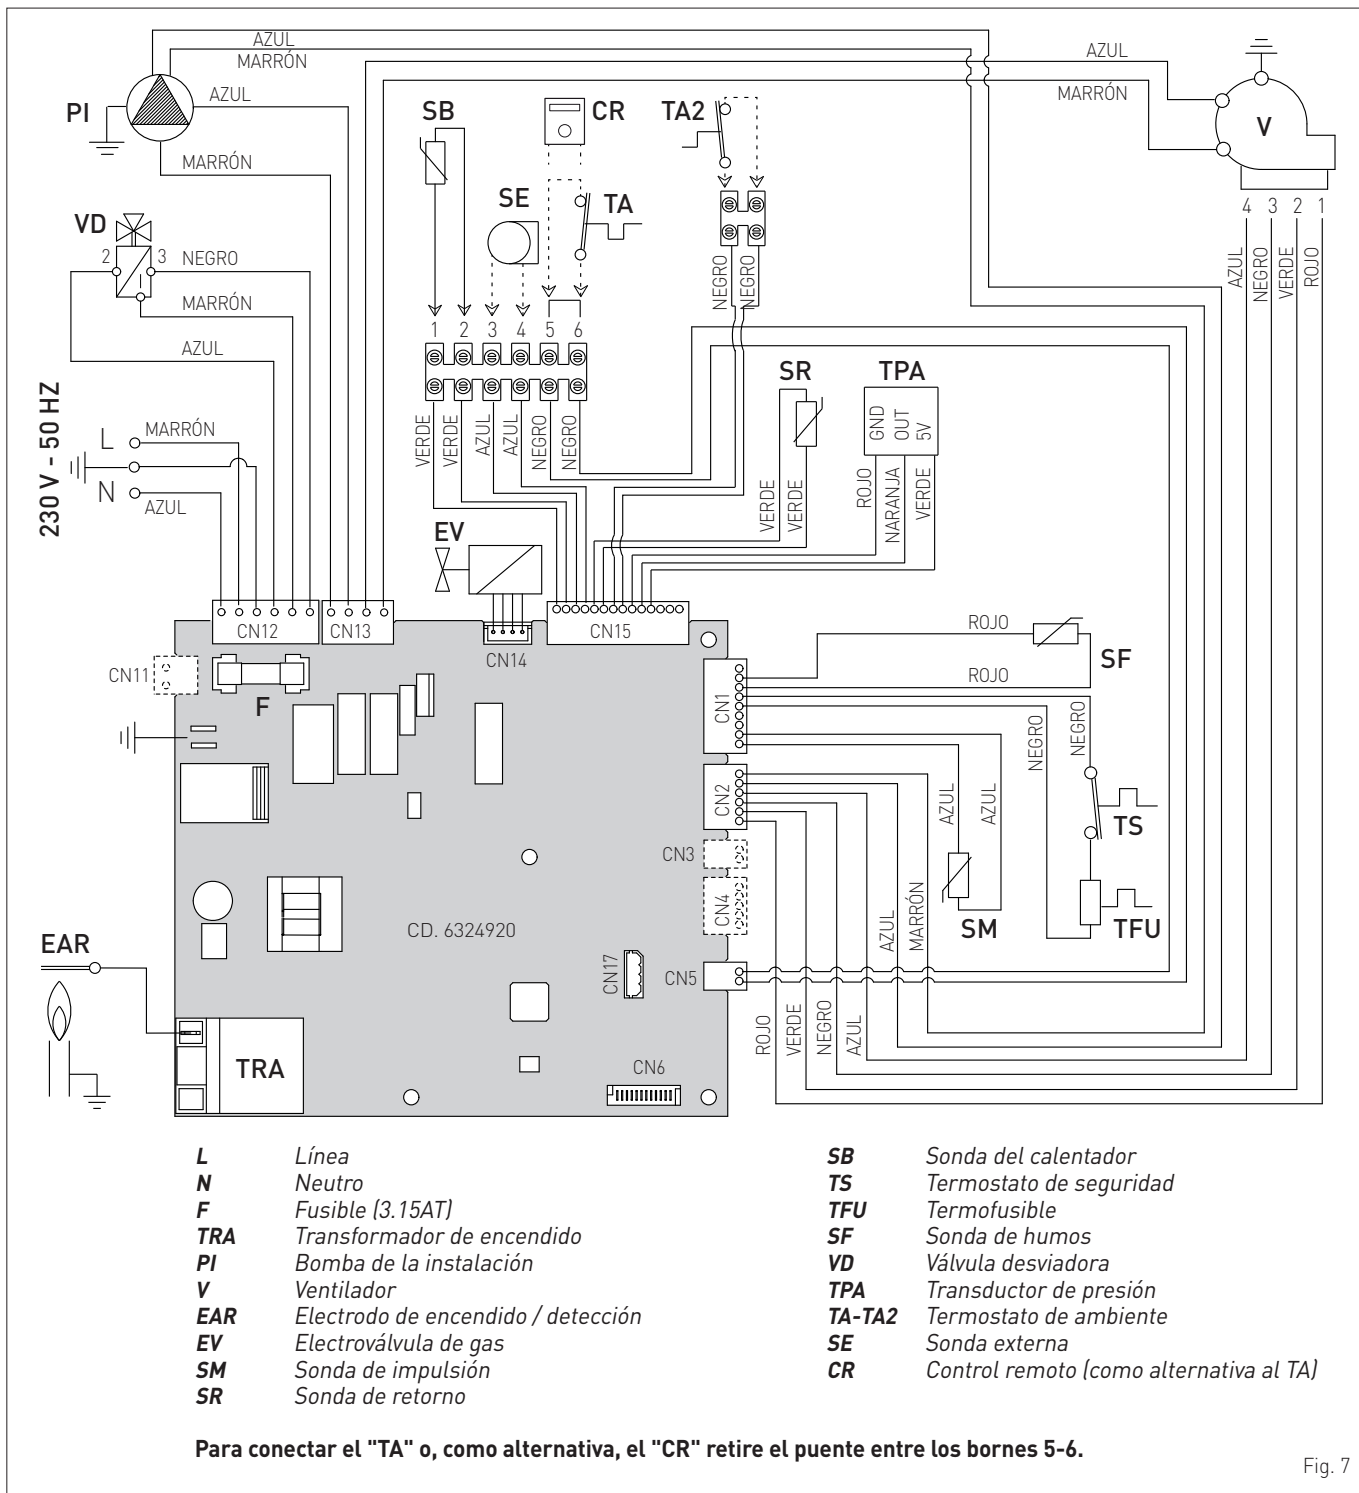 AZUL
MARRÓN
AZUL
MARRÓN
PI
AZUL
MARRÓN
SB
CR
TA2
V
SE
TA
VD
2
3
NEGRO
MARRÓN
AZUL
4 3 2 1
AZUL
NEGRO
VERDE
ROJO
NEGRO
NEGRO
1 2 3 4 5 6
SR
TPA
GND
OUT
5V
230 V - 50 HZ
L
MARRÓN
N
AZUL
VERDE
VERDE
AZUL
AZUL
NEGRO
NEGRO
VERDE
VERDE
ROJO
NARANJA
VERDE
EV
CN12
CN13
CN14
CN15
CN11
F
CN1
ROJO
ROJO
SF
NEGRO
NEGRO
CN2
AZUL
AZUL
TS
CN3
CN4
SM
TFU
AZUL
MARRÓN
CD. 6324920
EAR
CN17
CN5
ROJO
VERDE
NEGRO
AZUL
TRA
CN6
L Línea
N Neutro
F Fusible (3.15AT)
TRA Transformador de encendido
PI Bomba de la instalación
V Ventilador
EAR Electrodo de encendido / detección
EV Electroválvula de gas
SM Sonda de impulsión
SR Sonda de retorno
SB Sonda del calentador
TS Termostato de seguridad
TFU Termofusible
SF Sonda de humos
VD Válvula desviadora
TPA Transductor de presión
TA-TA2 Termostato de ambiente
SE Sonda externa
CR Control remoto (como alternativa al TA)
Para conectar el "TA" o, como alternativa, el "CR" retire el puente entre los bornes 5-6.
Fig. 7